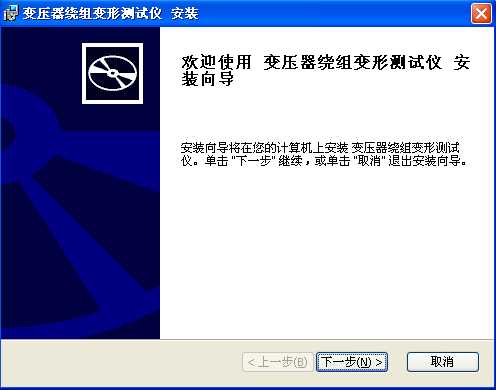 变压器绕组变形测试仪 安装
欢迎使用 变压器绕组变形测试仪 安
装向导
安装向导将在您的计算机上安装 变压器绕组变形测试
仪。单击 "下一步" 继续，或单击 "取消" 退出安装向导。
< 上一步(B) 下一步(N) > 取消